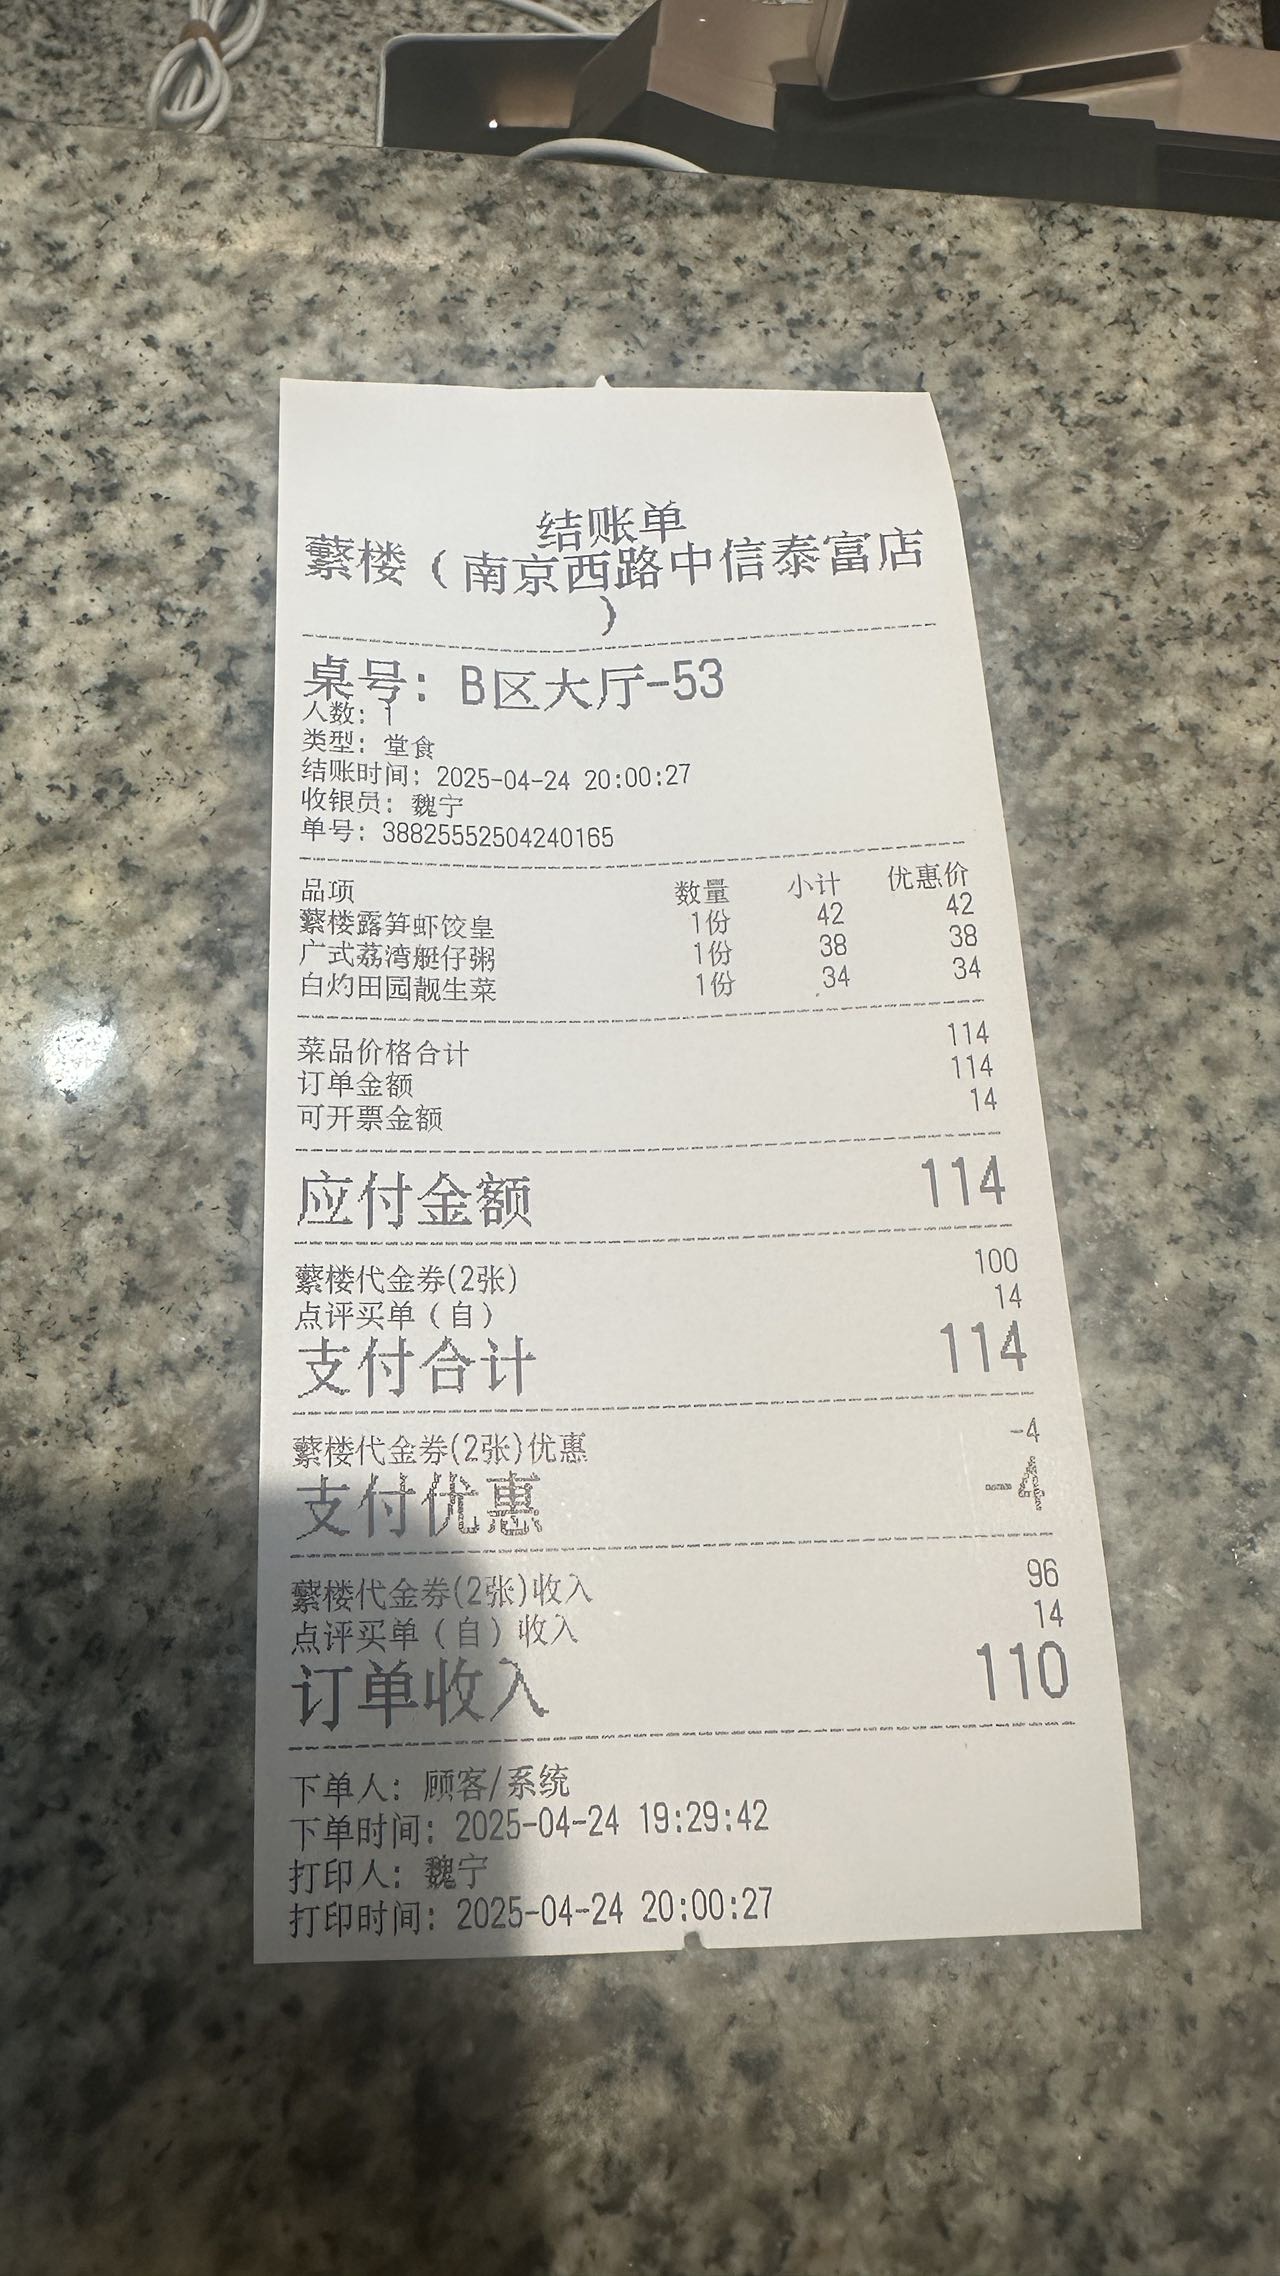 结账单
蘩楼（南京西路中信泰富店
）
桌号：B区大厅-53
人数：1
类型：堂食
结账时间：2025-04-24 20:00:27
收银员：魏宁
单号：38825552504240165
品项 数量 小计 优惠价
蘩楼露笋虾饺皇 1份 42 42
广式荔湾艇仔粥 1份 38 38
白灼田园靓生菜 1份 34 34
菜品价格合计 114
订单金额 114
可开票金额 14
应付金额 114
蘩楼代金券(2张) 100
点评买单（自） 14
支付合计 114
蘩楼代金券(2张)优惠 -4
支付优惠 -4
蘩楼代金券(2张)收入 96
点评买单（自）收入 14
订单收入 110
下单人：顾客/系统
下单时间：2025-04-24 19:29:42
打印人：魏宁
打印时间：2025-04-24 20:00:27